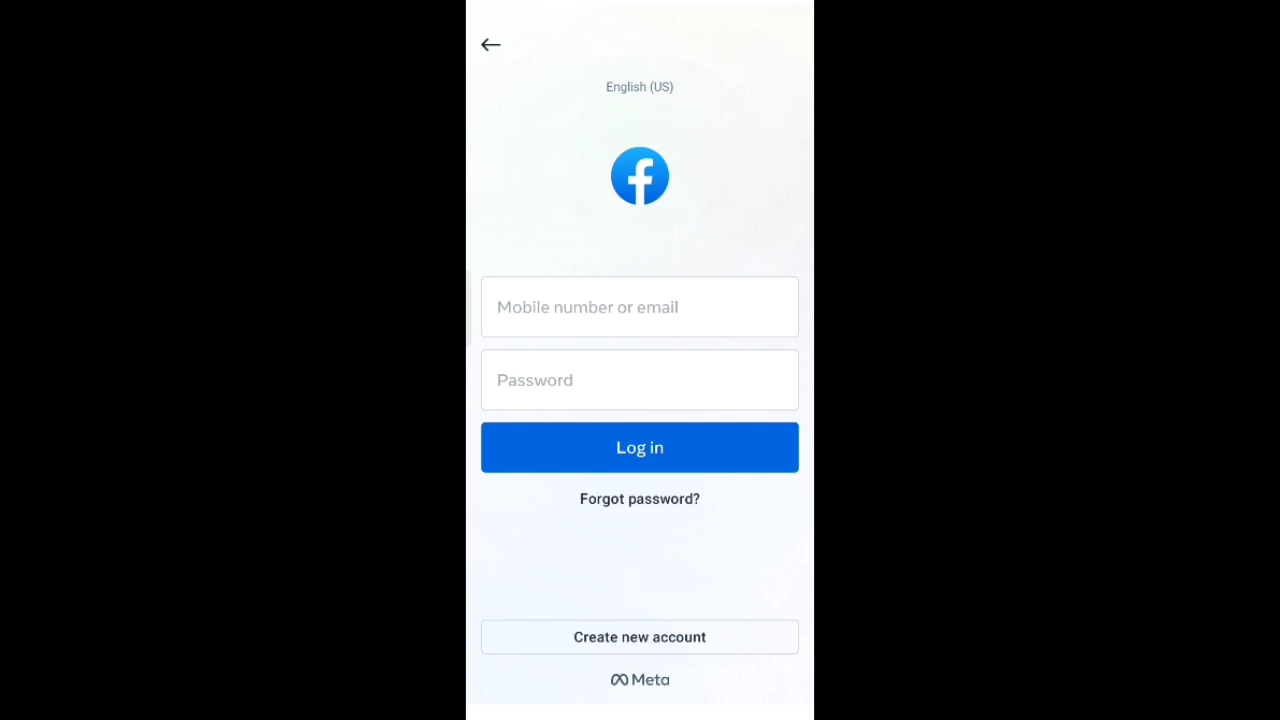 English (US)
Mobile number or email
Password
Log in
Forgot password?
Create new account
Meta